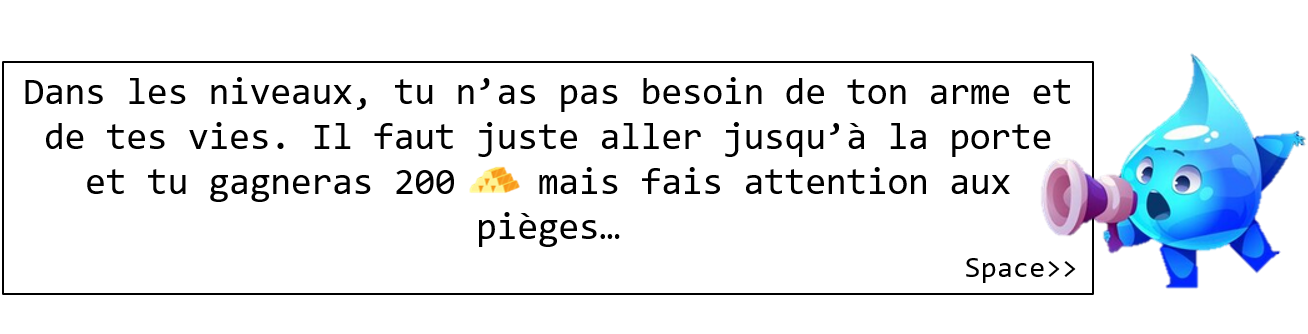 Dans les niveaux, tu n’as pas besoin de ton arme et
de tes vies. Il faut juste aller jusqu’à la porte
et tu gagneras 200 mais fais attention aux
pièges…
Space>>